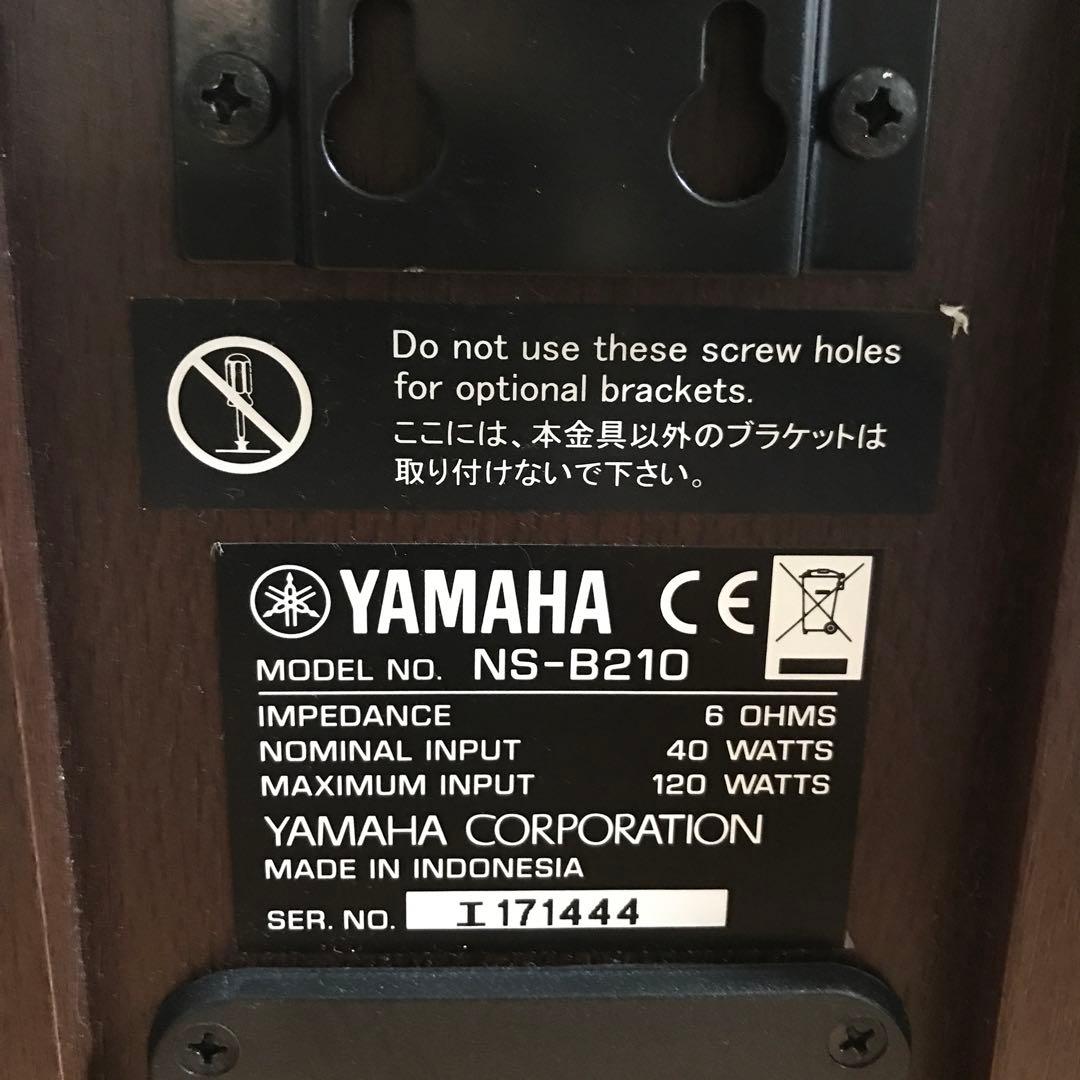 Do not use these screw holes
for optional brackets.
ここには、本金具以外のブラケットは
取り付けないで下さい。
YAMAHA CE
MODEL NO. NS-B210
IMPEDANCE 6 OHMS
NOMINAL INPUT 40 WATTS
MAXIMUM INPUT 120 WATTS
YAMAHA CORPORATION
MADE IN INDONESIA
SER. NO. I 171444